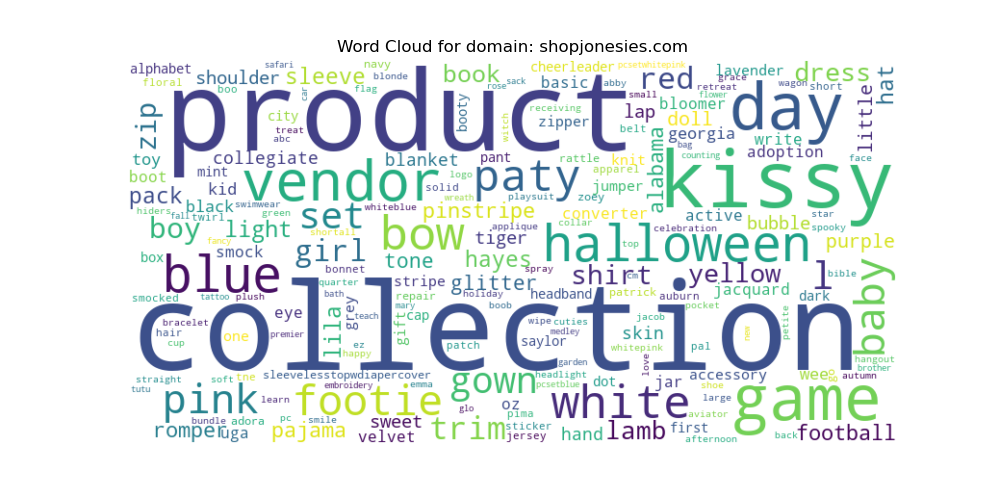 Word Cloud for domain: shopjonesies.com
product
collection
kissy
day
game
halloween
vendor
paty
bow
blue
white
footie
pink
gown
baby
set
trim
girl
boy
red
shirt
yellow
l
lamb
light
book
sleeve
dress
hat
zip
little
pack
romper
uga
pajama
velvet
sweet
football
alphabet
floral
safari
boo
shoulder
navy
blonde
flag
car
city
treat
abc
cheerleader
pcsetwhitepink
basic
abby
sack
rose
small
grace
retreat
lavender
wagon
short
flower
bloomer
lap
doll
georgia
belt
receiving
zipper
booty
witch
write
adoption
bag
counting
face
toy
mint
boot
kid
collegiate
blanket
pant
rattle
knit
apparel
alabama
logo
solid
wreath
playsuit
zoey
jumper
hiders
black
swimwear
whiteblue
fall
twirl
green
shortall
pinstripe
applique
collar
converter
active
celebration
bubble
star
spooky
purple
fancy
smock
box
tiger
hayes
tone
top
bible
bonnet
stripe
spray
glitter
cm
headband
holiday
patrick
auburn
jacquard
dark
pocket
petite
smocked
tattoo
plush
quarter
bath
grey
mary
repair
gift
cap
boob
bracelet
hair
cup
premier
one
eye
lila
teach
ez
happy
patch
wipe
cuties
medley
saylor
whitepink
jacob
skin
love
pal
hangout
brother
straight
tutu
soft
tne
sleevelesstopwdiapercover
embroidery
emma
learn
garden
headlight
pcsetblue
dot
jar
accessory
shoe
wee
autumn
large
aviator
bundle
adora
pc
smile
glo
oz
pima
sticker
jersey
hand
first
afternoon
back